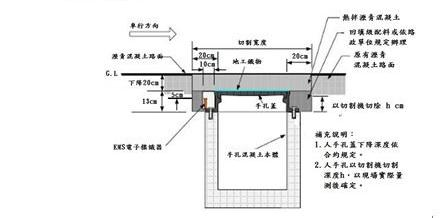 車行方向
熱拌瀝青混凝土
回填級配料或依路
政單位規定辦理
原有瀝青
混凝土路面
切割寬度
20cm
20cm
10cm
地工織物
瀝青混凝土路面
G.L
下降20cm
5cm
15cm
手孔蓋
以切割機切除 h cm
EMS電子標識器
手孔混凝土本體
補充說明：
1.人手孔蓋下降深度依
合約規定。
2.人手孔以切割機切割
深度h，以現場實際量
測後確定。